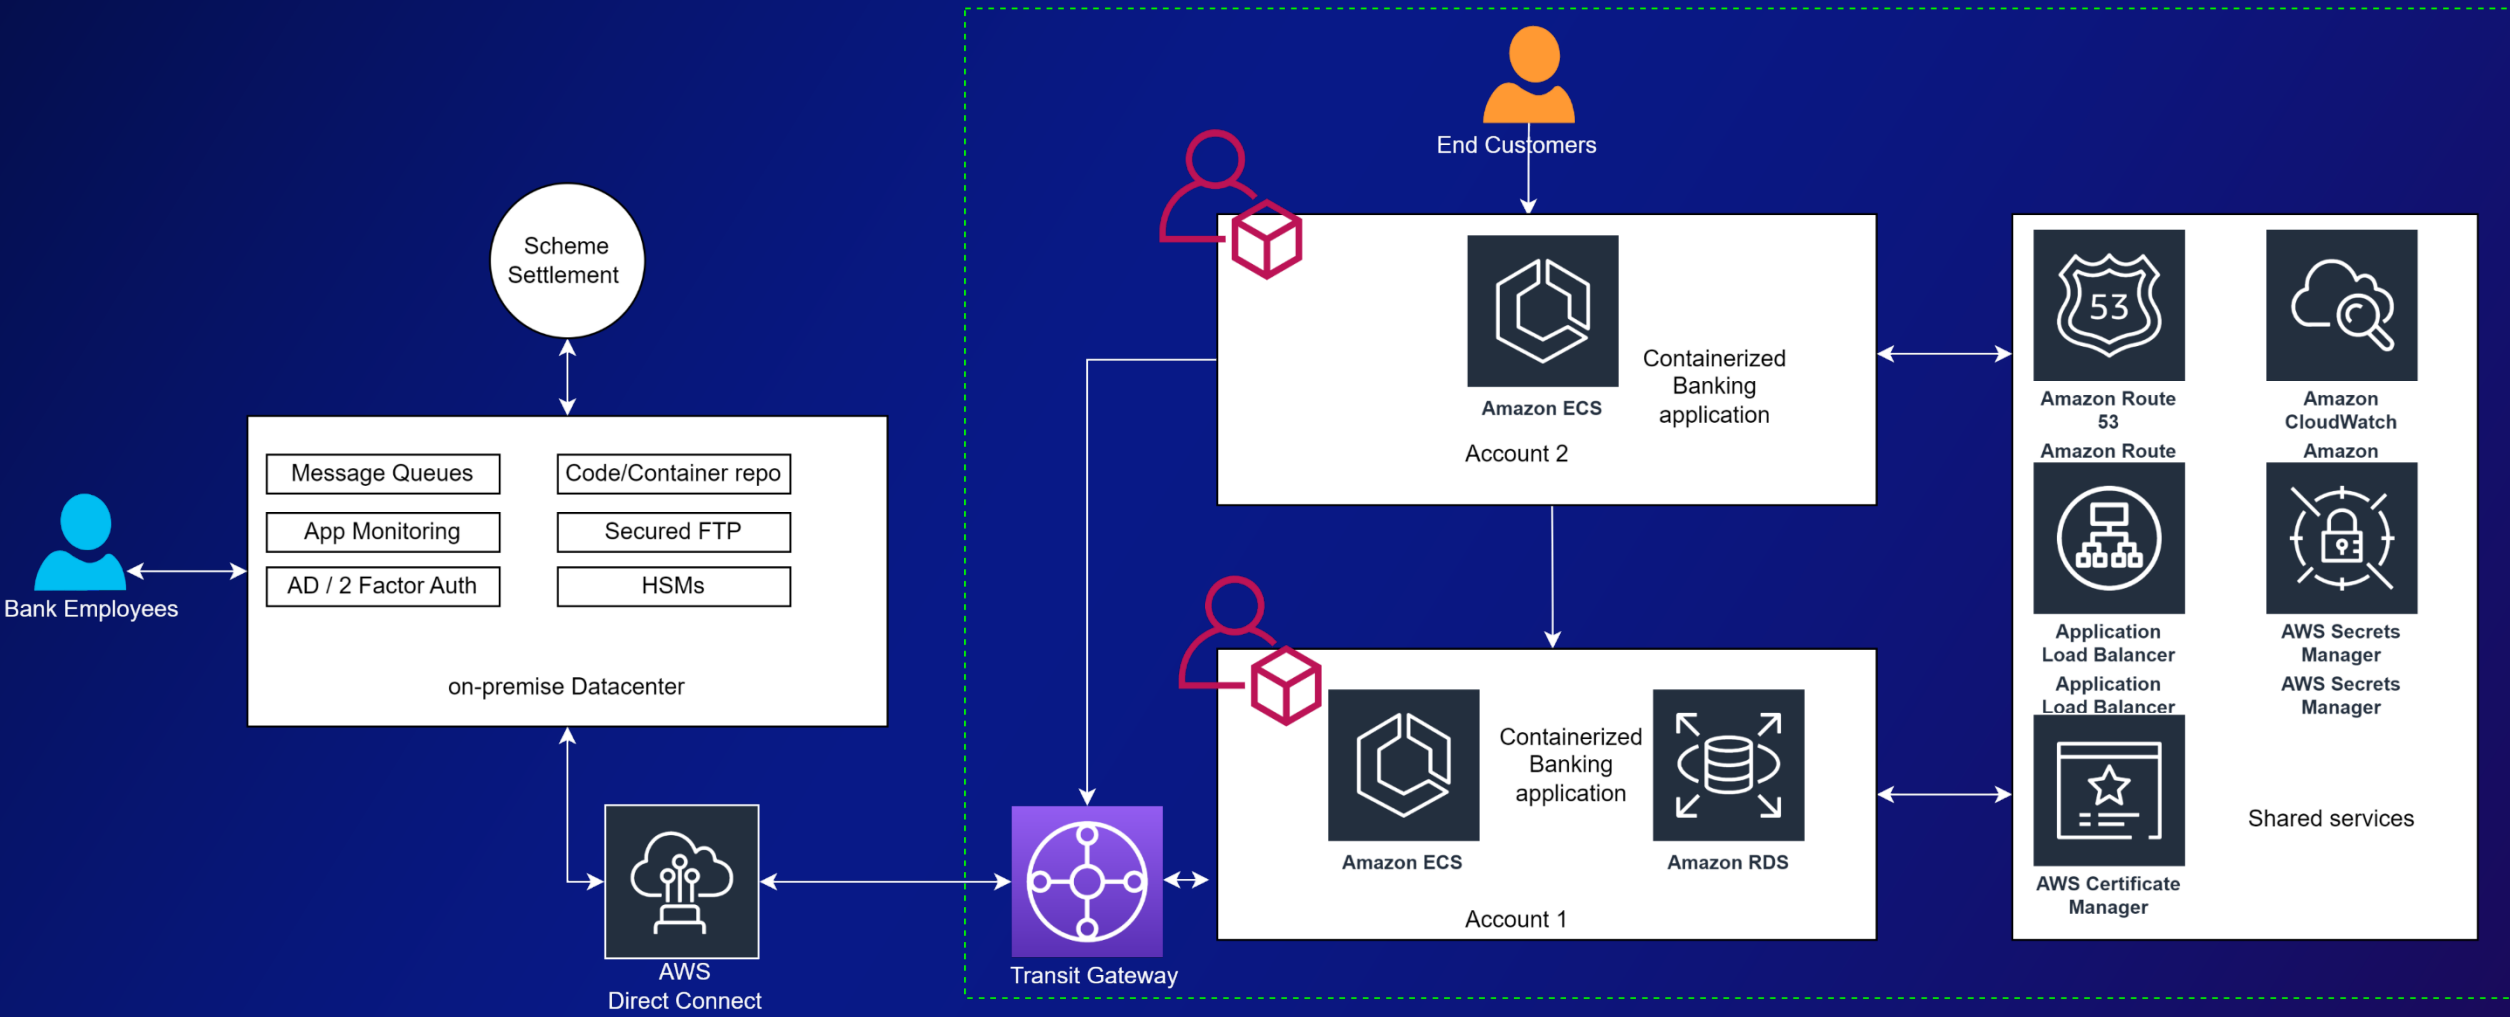 End Customers
Scheme
Settlement
53
Containerized
Banking
application
Amazon ECS
Account 2
Amazon Route
53
Amazon
CloudWatch
Amazon Route
Amazon
Message Queues
Code/Container repo
App Monitoring
Secured FTP
AD / 2 Factor Auth
HSMs
on-premise Datacenter
Bank Employees
Application
Load Balancer
AWS Secrets
Manager
Application
Load Balancer
AWS Secrets
Manager
Containerized
Banking
application
Amazon ECS
Amazon RDS
Account 1
Shared services
AWS Certificate
Manager
AWS
Direct Connect
Transit Gateway